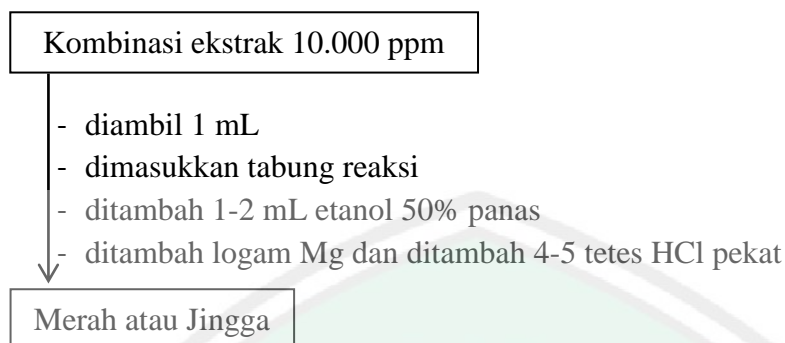 Kombinasi ekstrak 10.000 ppm
- diambil 1 mL
- dimasukkan tabung reaksi
- ditambah 1-2 mL etanol 50% panas
- ditambah logam Mg dan ditambah 4-5 tetes HCl pekat
Merah atau Jingga